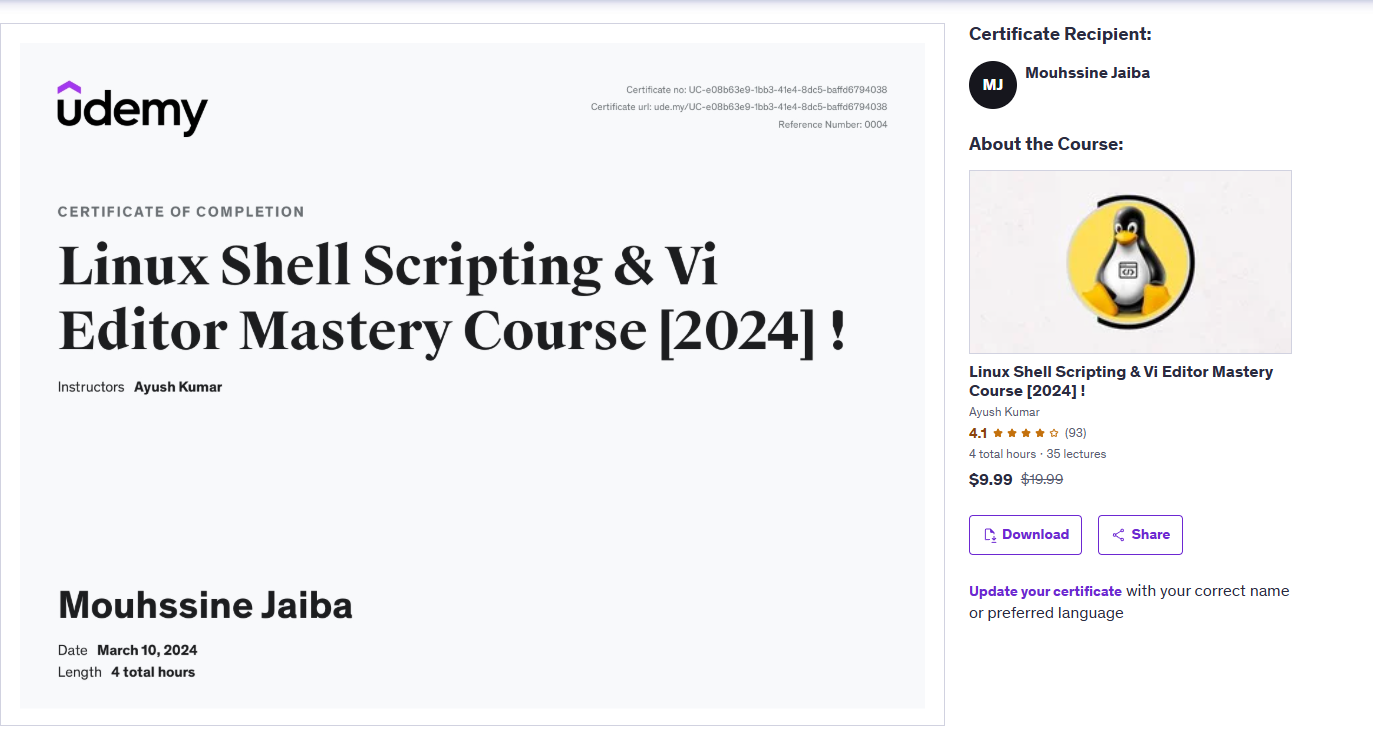 udemy
Certificate no: UC-e08b63e9-1bb3-41e4-8dc5-baffd6794038
Certificate url: ude.my/UC-e08b63e9-1bb3-41e4-8dc5-baffd6794038
Reference Number: 0004
CERTIFICATE OF COMPLETION
Linux Shell Scripting & Vi
Editor Mastery Course [2024] !
Instructors Ayush Kumar
Mouhssine Jaiba
Date March 10, 2024
Length 4 total hours
Certificate Recipient:
MJ
Mouhssine Jaiba
About the Course:
Linux Shell Scripting & Vi Editor Mastery
Course [2024] !
Ayush Kumar
4.1 (93)
4 total hours · 35 lectures
$9.99 $19.99
Download
Share
Update your certificate with your correct name
or preferred language